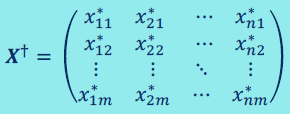 X† = ( x*₁₁ x*₂₁ ⋯ x*ₙ₁
x*₁₂ x*₂₂ ⋯ x*ₙ₂
⋮ ⋮ ⋱ ⋮
x*₁ₘ x*₂ₘ ⋯ x*ₙₘ )